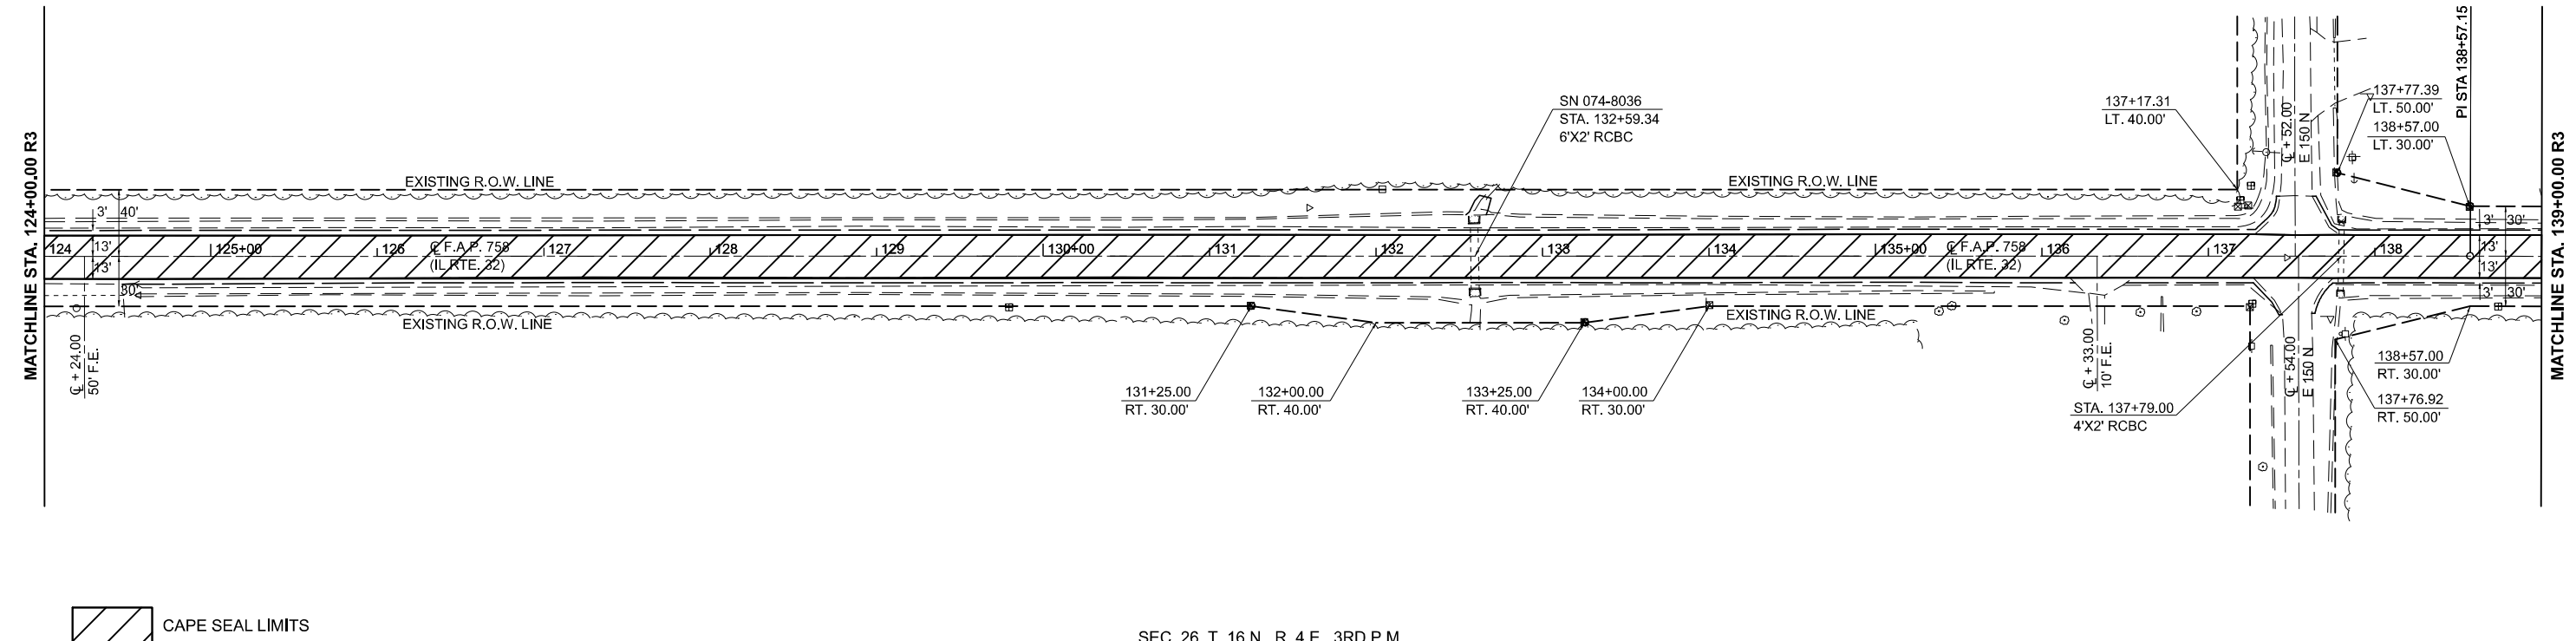 MATCHLINE STA. 124+00.00 R3
EXISTING R.O.W. LINE
3'
40'
13'
13'
30'
124
125+00
126
℄ F.A.P. 758
(IL RTE. 32)
127
128
129
130+00
131
132
133
134
135+00
℄ F.A.P. 758
(IL RTE. 32)
136
137
138
EXISTING R.O.W. LINE
℄ + 24.00
50' F.E.
SN 074-8036
STA. 132+59.34
6'X2' RCBC
EXISTING R.O.W. LINE
137+17.31
LT. 40.00'
℄ + 52.00
E 150 N
137+77.39
LT. 50.00'
138+57.00
LT. 30.00'
PI STA 138+57.15
3'
30'
13'
13'
3'
30'
MATCHLINE STA. 139+00.00 R3
EXISTING R.O.W. LINE
131+25.00
RT. 30.00'
132+00.00
RT. 40.00'
133+25.00
RT. 40.00'
134+00.00
RT. 30.00'
℄ + 33.00
10' F.E.
STA. 137+79.00
4'X2' RCBC
℄ + 54.00
E 150 N
138+57.00
RT. 30.00'
137+76.92
RT. 50.00'
CAPE SEAL LIMITS
SEC. 26, T. 16 N., R. 4 E., 3RD P.M.